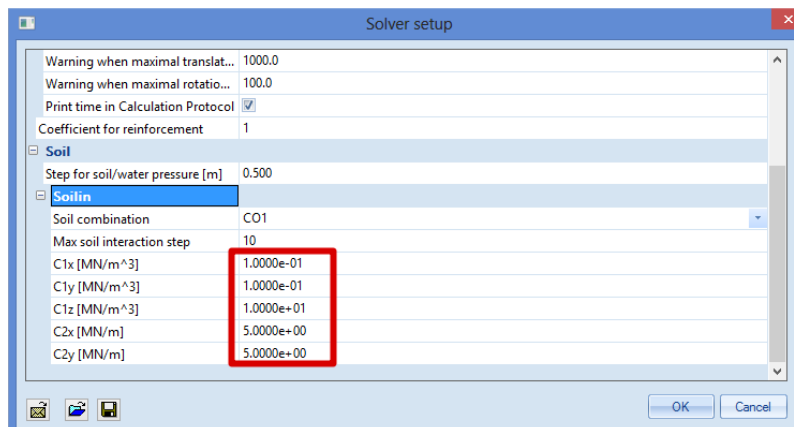 Solver setup
Warning when maximal translat... 1000.0
Warning when maximal rotatio... 100.0
Print time in Calculation Protocol
Coefficient for reinforcement 1
Soil
Step for soil/water pressure [m] 0.500
Soilin
Soil combination CO1
Max soil interaction step 10
C1x [MN/m^3] 1.0000e-01
C1y [MN/m^3] 1.0000e-01
C1z [MN/m^3] 1.0000e+01
C2x [MN/m] 5.0000e+00
C2y [MN/m] 5.0000e+00
OK Cancel